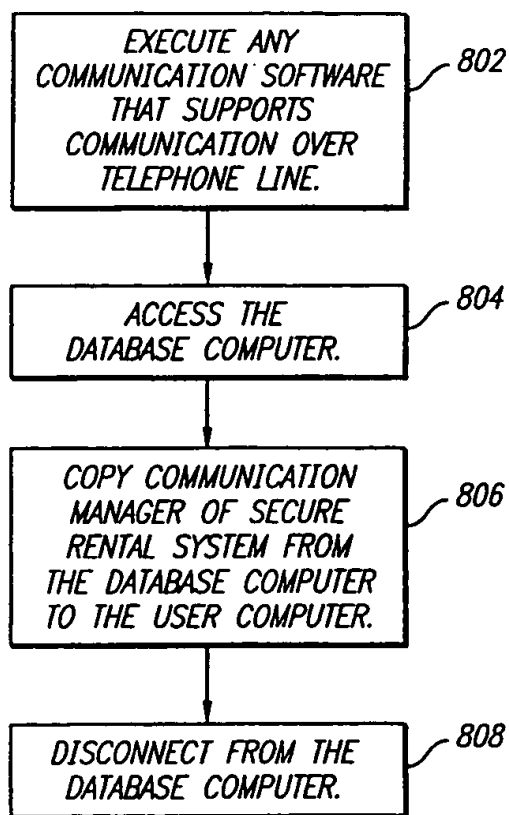 EXECUTE ANY
COMMUNICATION SOFTWARE
THAT SUPPORTS
COMMUNICATION OVER
TELEPHONE LINE.
802
ACCESS THE
DATABASE COMPUTER.
804
COPY COMMUNICATION
MANAGER OF SECURE
RENTAL SYSTEM FROM
THE DATABASE COMPUTER
TO THE USER COMPUTER.
806
DISCONNECT FROM THE
DATABASE COMPUTER.
808